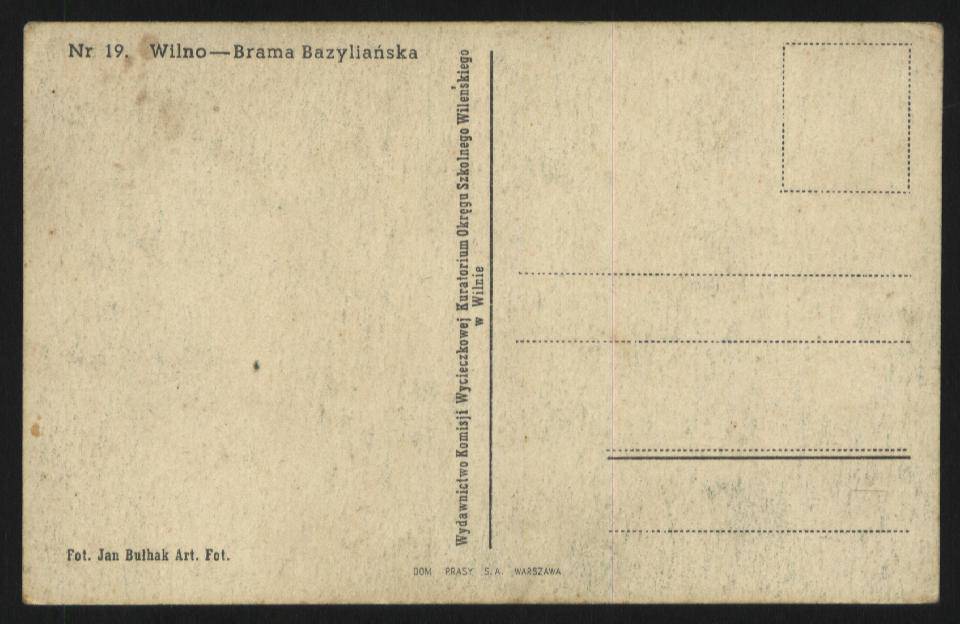 Nr 19. Wilno—Brama Bazyliańska
Wydawnictwo Komisji Wycieczkowej Kuratorium Okręgu Szkolnego Wileńskiego
w Wilnie
Fot. Jan Bułhak Art. Fot.
DOM PRASY S.A. WARSZAWA